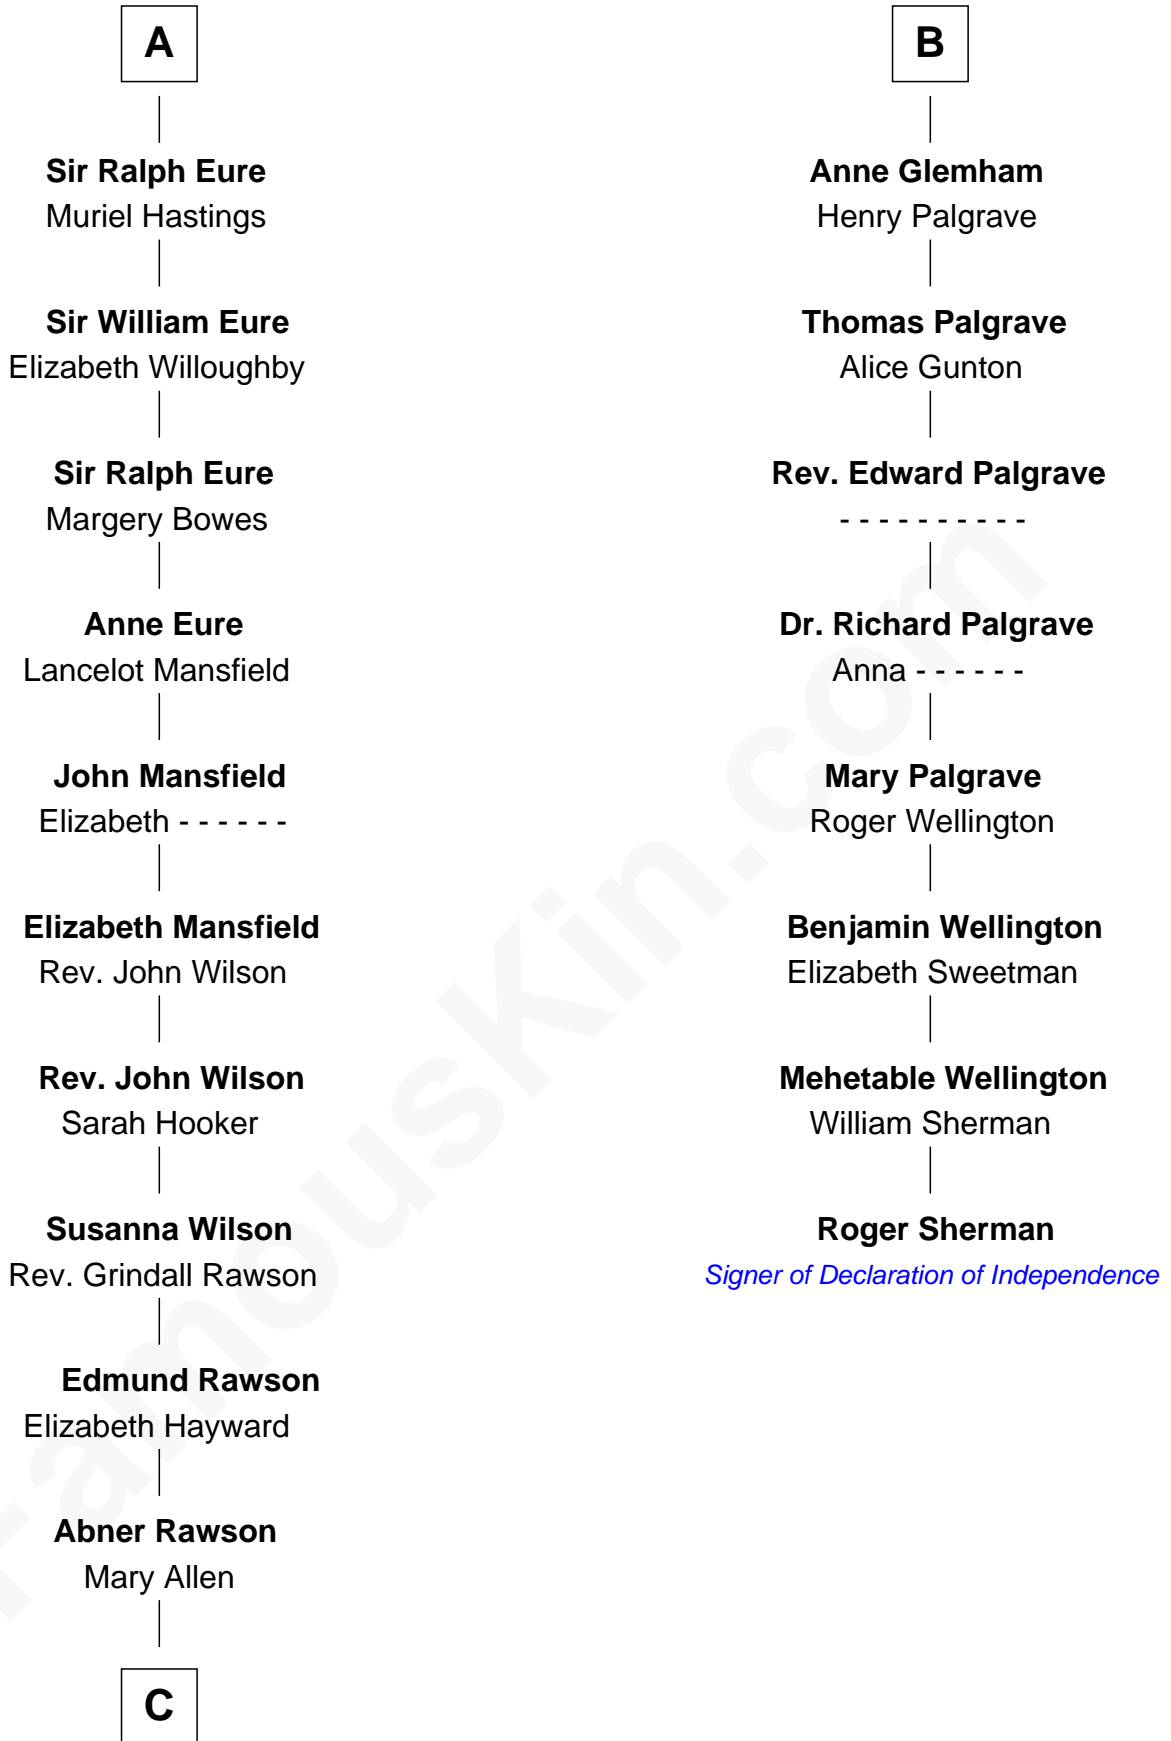 A
Sir Ralph Eure
Muriel Hastings
Sir William Eure
Elizabeth Willoughby
Sir Ralph Eure
Margery Bowes
Anne Eure
Lancelot Mansfield
John Mansfield
Elizabeth - - - - - -
Elizabeth Mansfield
Rev. John Wilson
Rev. John Wilson
Sarah Hooker
Susanna Wilson
Rev. Grindall Rawson
Edmund Rawson
Elizabeth Hayward
Abner Rawson
Mary Allen
C
B
Anne Glemham
Henry Palgrave
Thomas Palgrave
Alice Gunton
Rev. Edward Palgrave
- - - - - - - - - -
Dr. Richard Palgrave
Anna - - - - - -
Mary Palgrave
Roger Wellington
Benjamin Wellington
Elizabeth Sweetman
Mehetable Wellington
William Sherman
Roger Sherman
Signer of Declaration of Independence
FamousKin.com